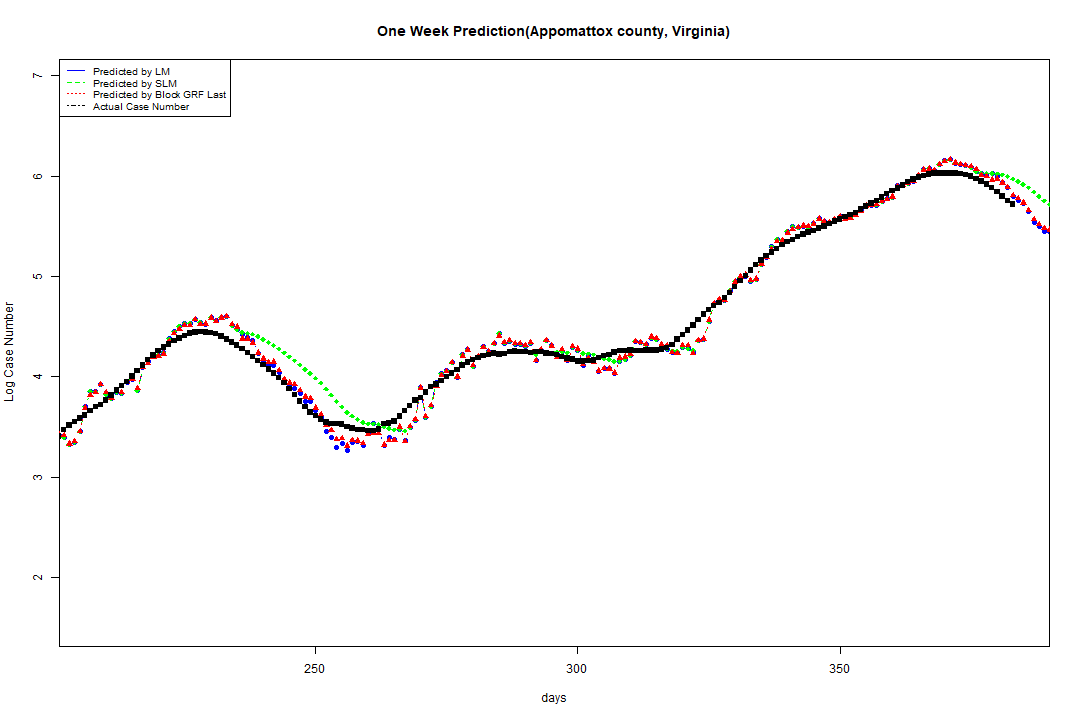 One Week Prediction(Appomattox county, Virginia)
Predicted by LM
Predicted by SLM
Predicted by Block GRF Last
Actual Case Number
Log Case Number
7
6
5
4
3
2
250
300
350
days